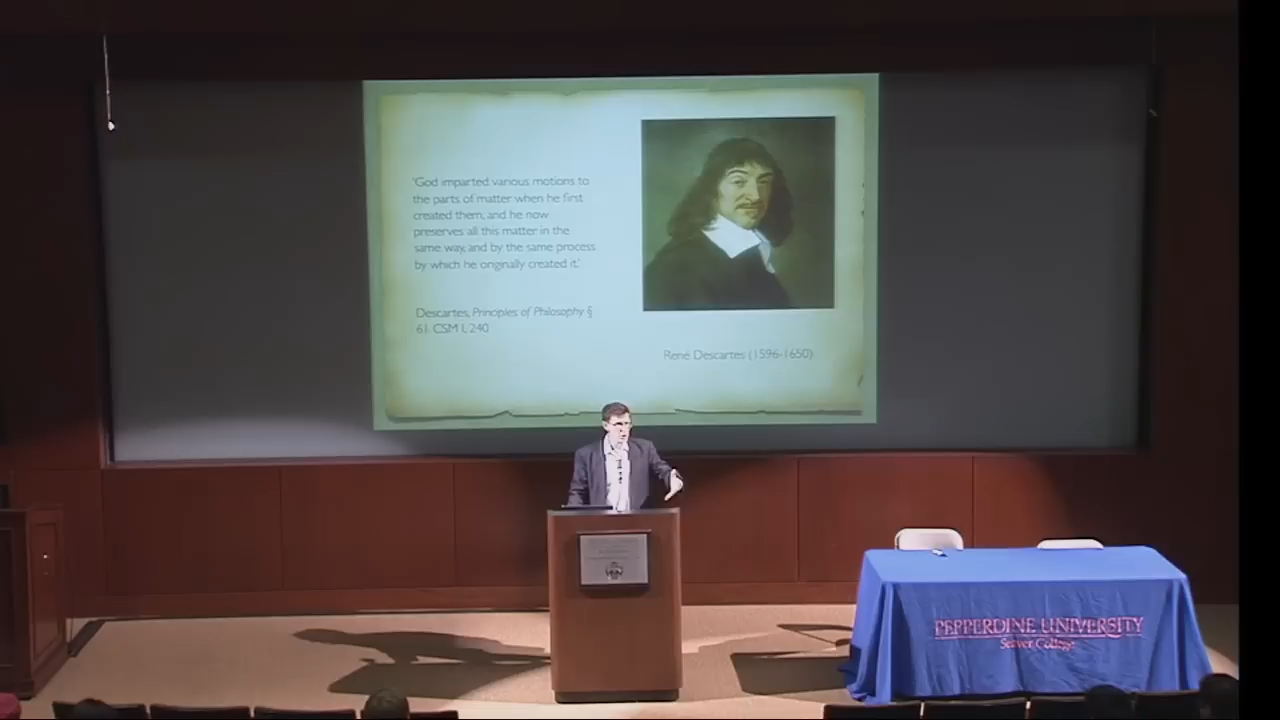 'God imparted various motions to
the parts of matter when he first
created them, and he now
preserves all this matter in the
same way, and by the same process
by which he originally created it.'
Descartes, Principles of Philosophy §
61. CSM I, 240
René Descartes (1596-1650)
PEPPERDINE UNIVERSITY
Seaver College